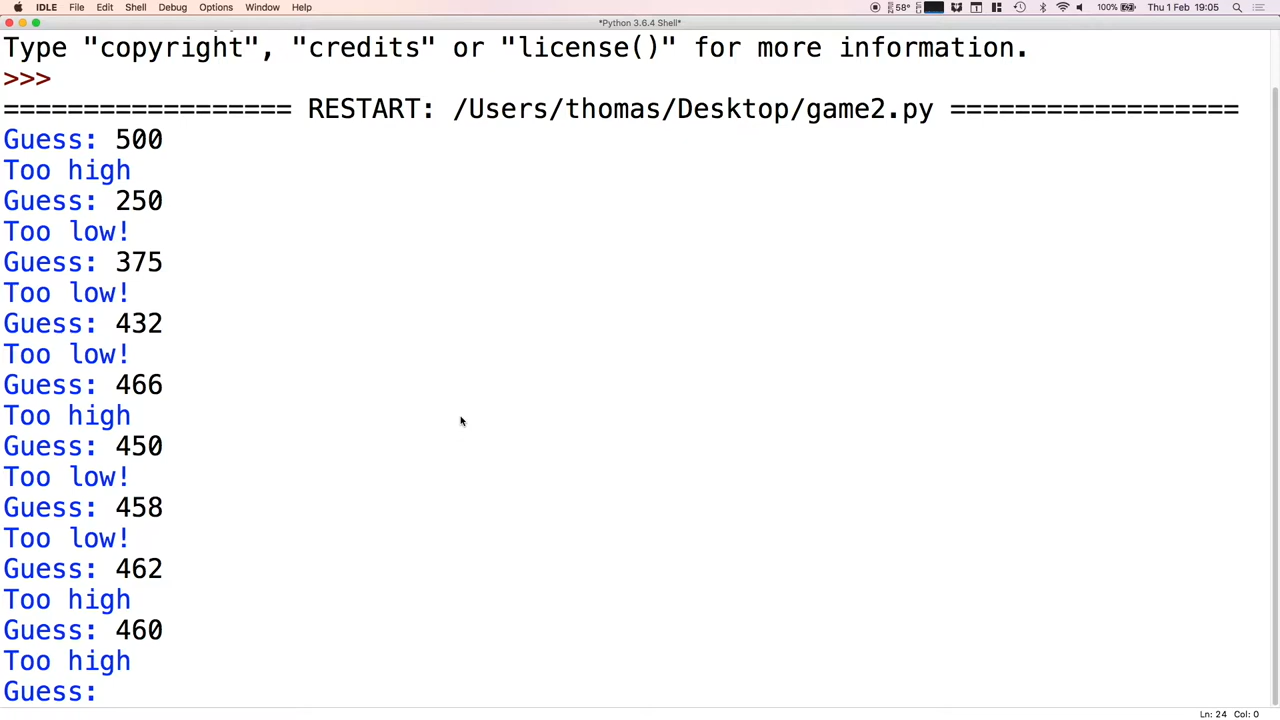 IDLE File Edit Shell Debug Options Window Help 58° 100% Thu 1 Feb 19:05
*Python 3.6.4 Shell*
Type "copyright", "credits" or "license()" for more information.
>>>
================== RESTART: /Users/thomas/Desktop/game2.py ==================
Guess: 500
Too high
Guess: 250
Too low!
Guess: 375
Too low!
Guess: 432
Too low!
Guess: 466
Too high
Guess: 450
Too low!
Guess: 458
Too low!
Guess: 462
Too high
Guess: 460
Too high
Guess:
Ln: 24 Col: 0